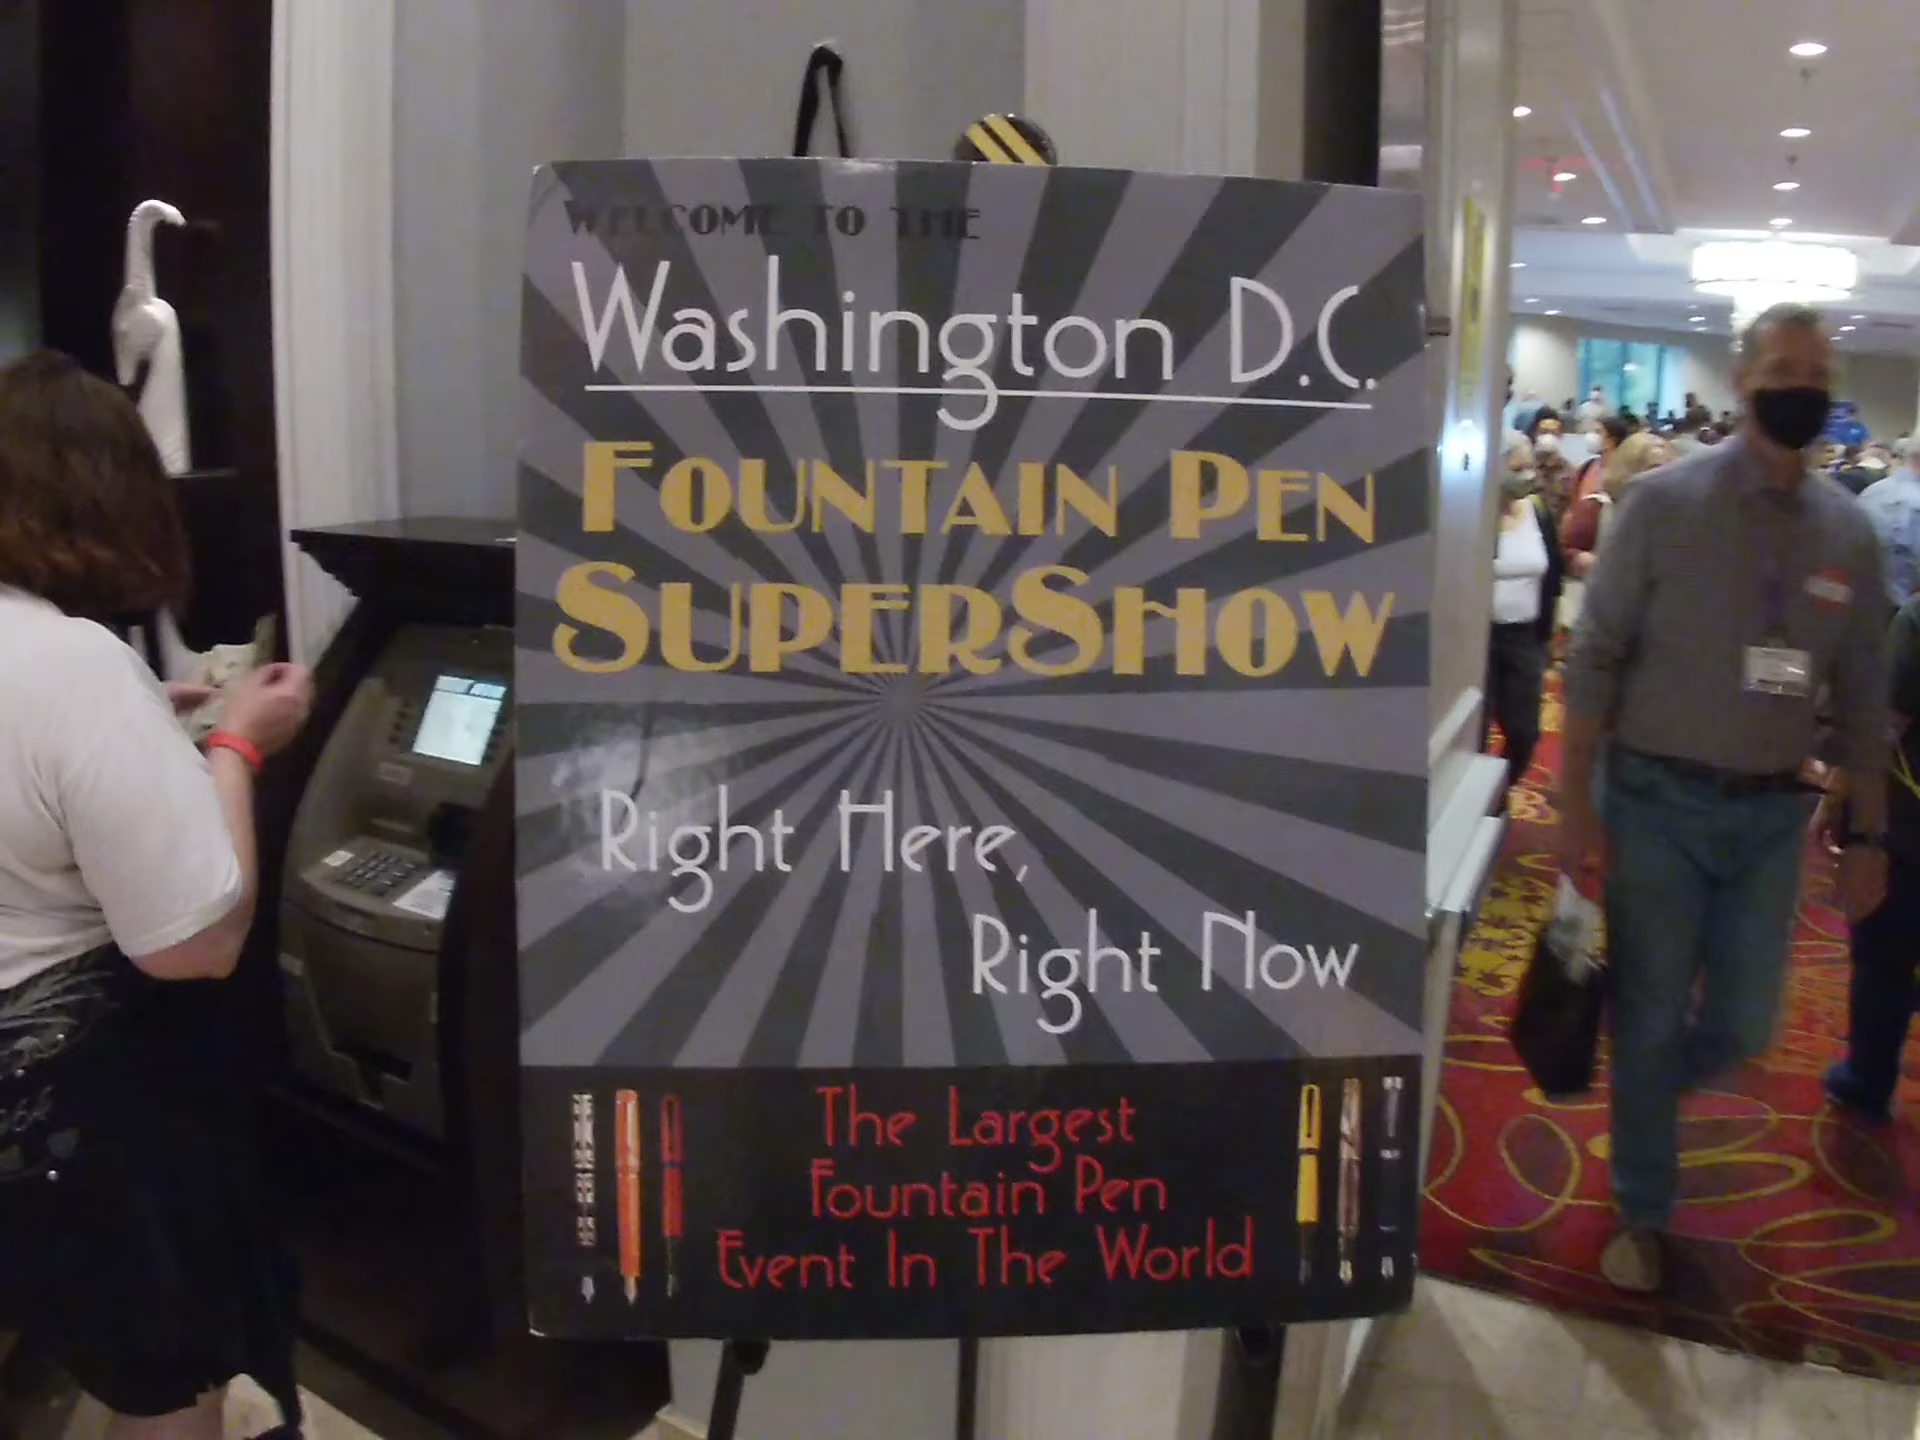 WELCOME TO THE
Washington D.C.
FOUNTAIN PEN
SUPERSHOW
Right Here,
Right Now
The Largest
Fountain Pen
Event In The World